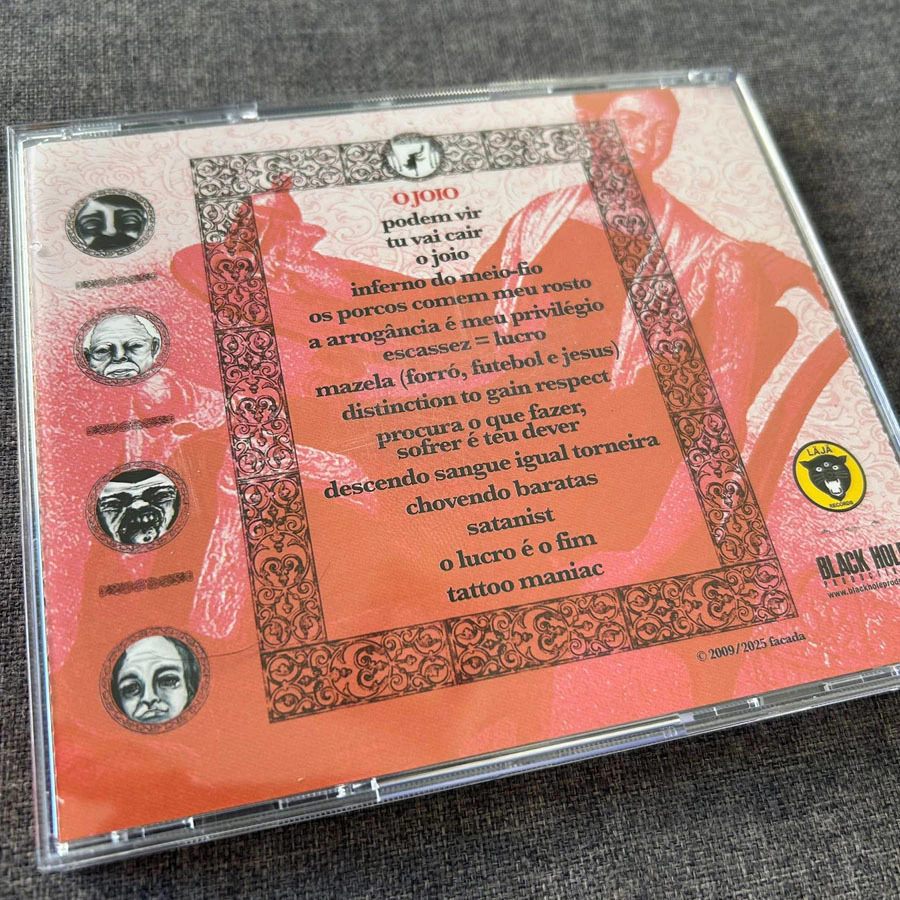 O JOIO
podem vir
tu vai cair
o joio
inferno do meio-fio
os porcos comem meu rosto
a arrogância é meu privilégio
escassez = lucro
mazela (forró, futebol e jesus)
distinction to gain respect
procura o que fazer,
sofrer é teu dever
descendo sangue igual torneira
chovendo baratas
satanist
o lucro é o fim
tattoo maniac
LÄJÄ
RECORDS
BLACK HOL
www.blackholeprod
© 2009/2025 facada